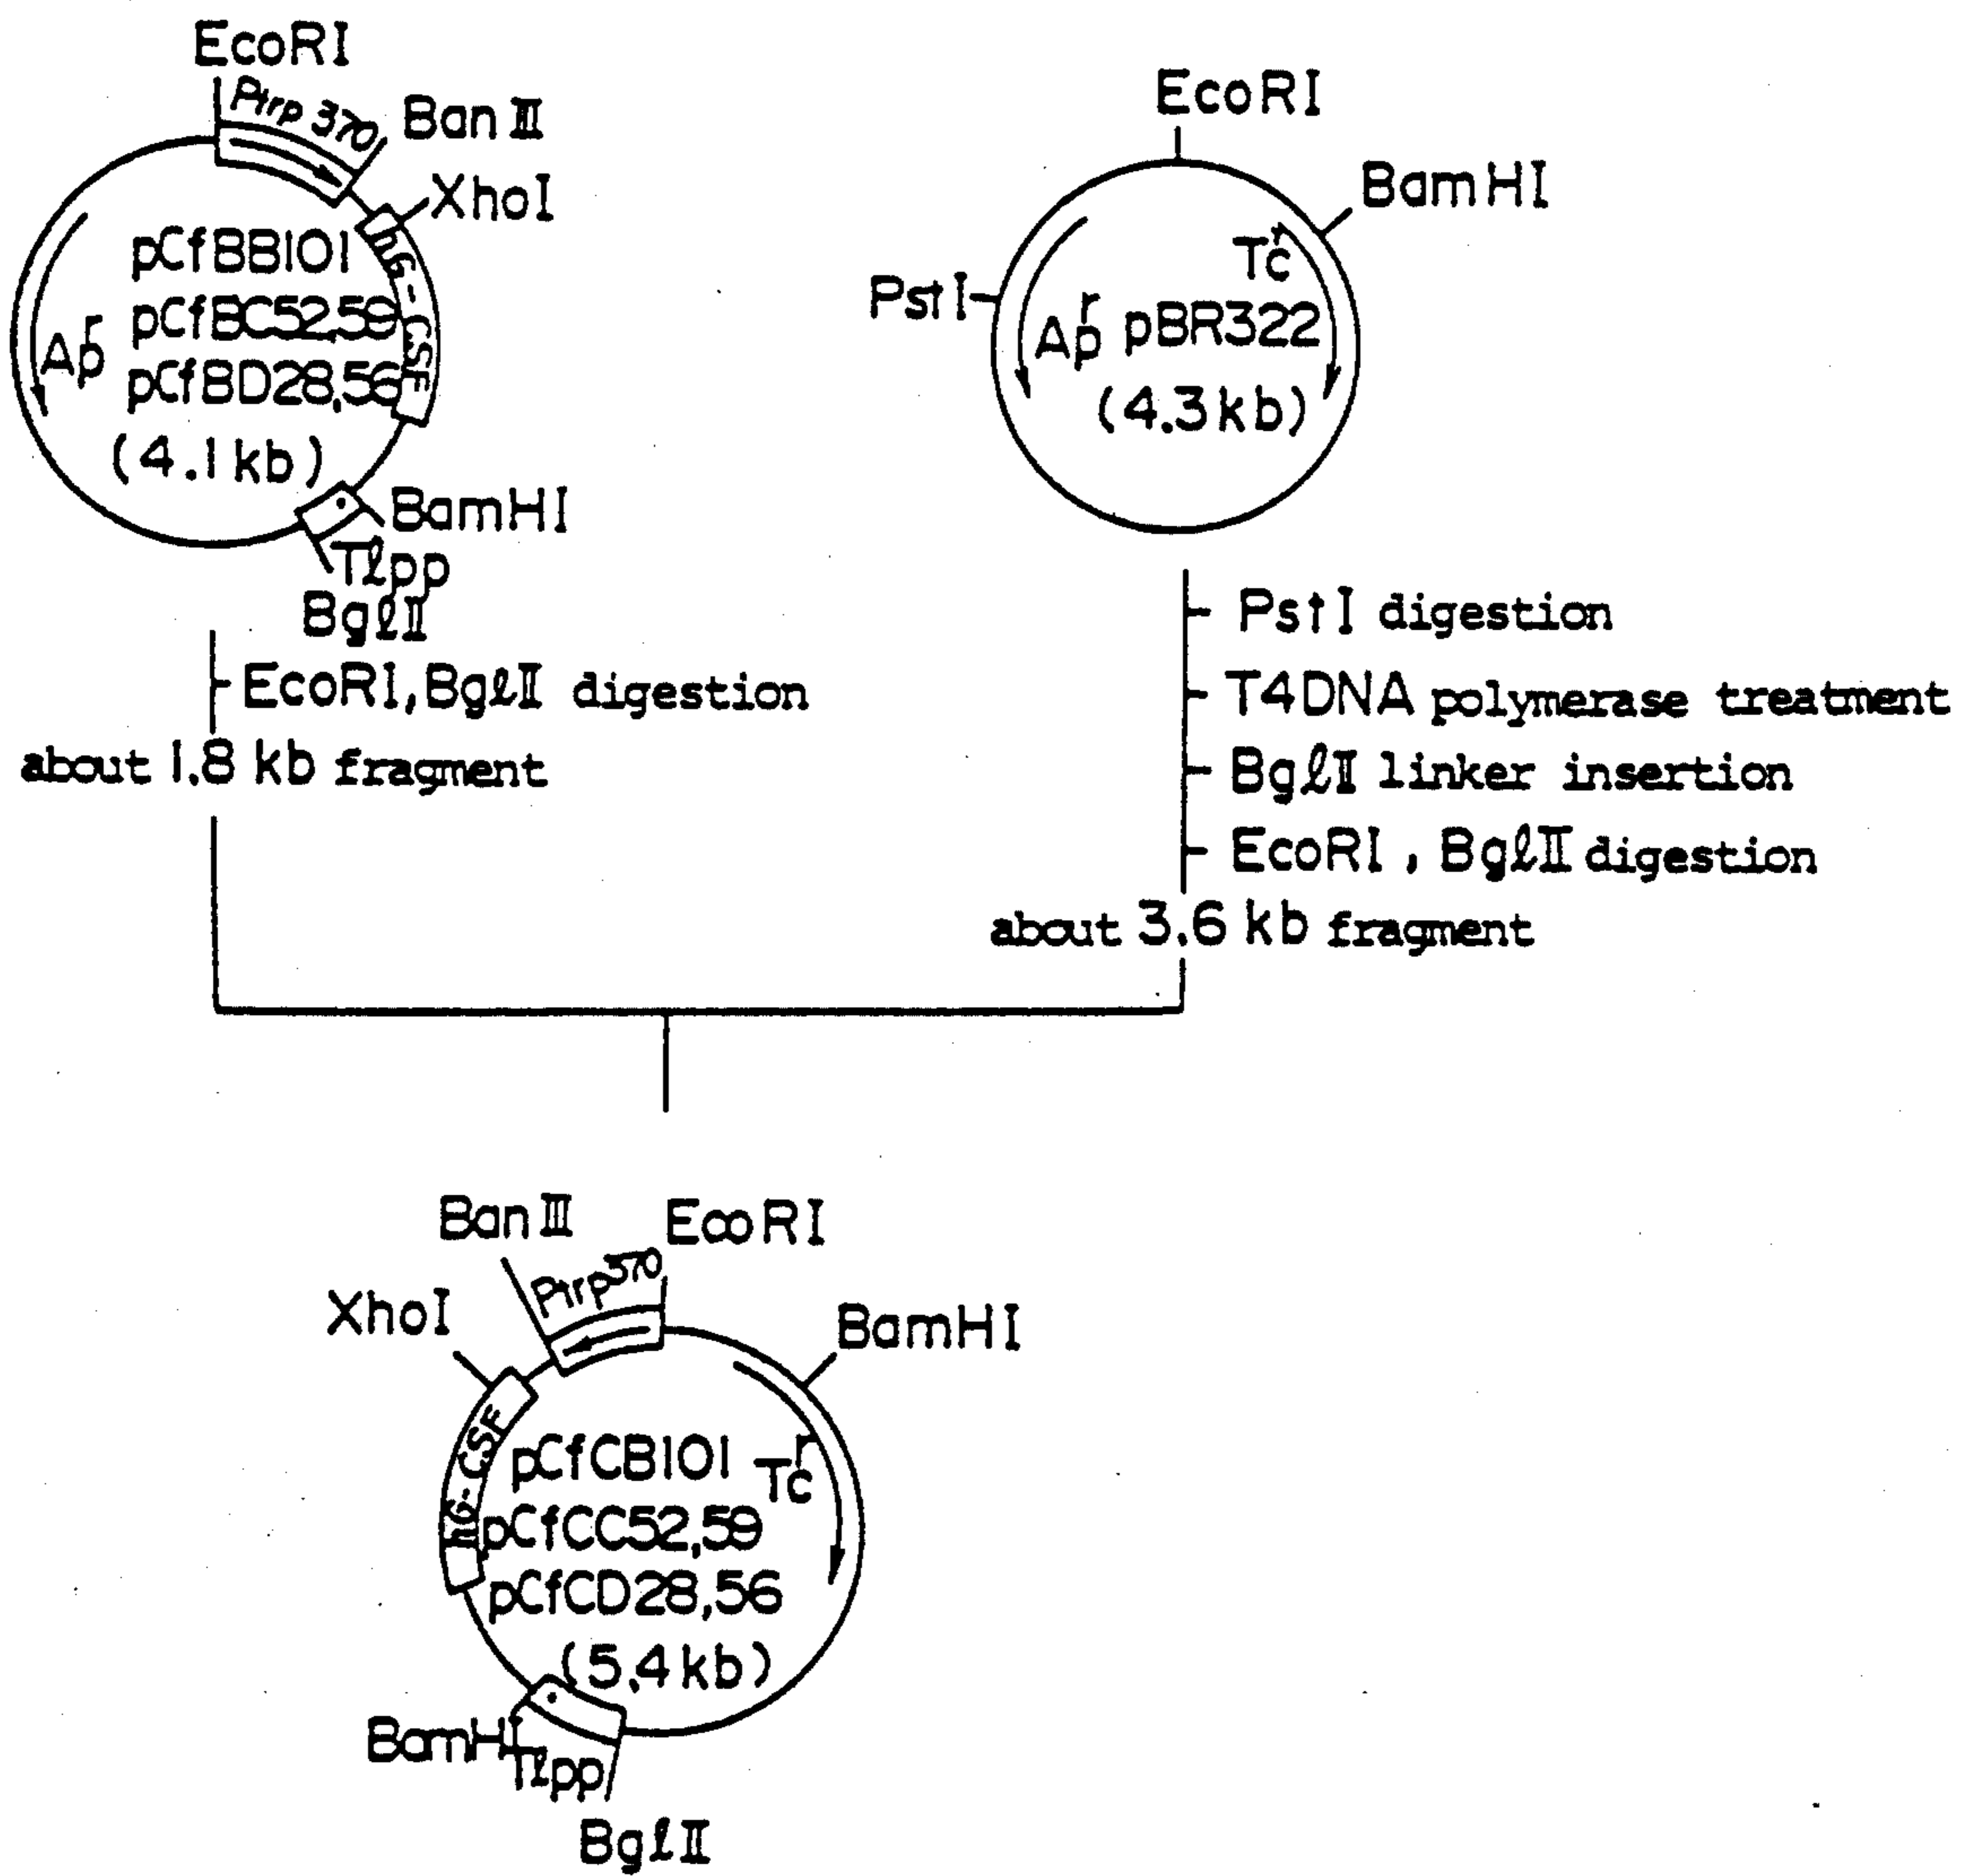 EcoRI
Ptrp 370
Ban III
XhoI
hG-CSF
pCfBB101
pCfBC52,59
pCfBD28,56
(4.1 kb)
Apr
BamHI
Tlpp
BglII
EcoRI, BglII digestion
about 1.8 kb fragment
EcoRI
BamHI
Tcr
PstI
Apr
pBR322
(4.3 kb)
PstI digestion
T4DNA polymerase treatment
BglII linker insertion
EcoRI, BglII digestion
about 3.6 kb fragment
Ban III
EcoRI
Ptrp370
XhoI
BamHI
hG-CSF
pCfCB101
Tcr
pCfCC52,59
pCfCD28,56
(5.4 kb)
BamHI
Tlpp
BglII